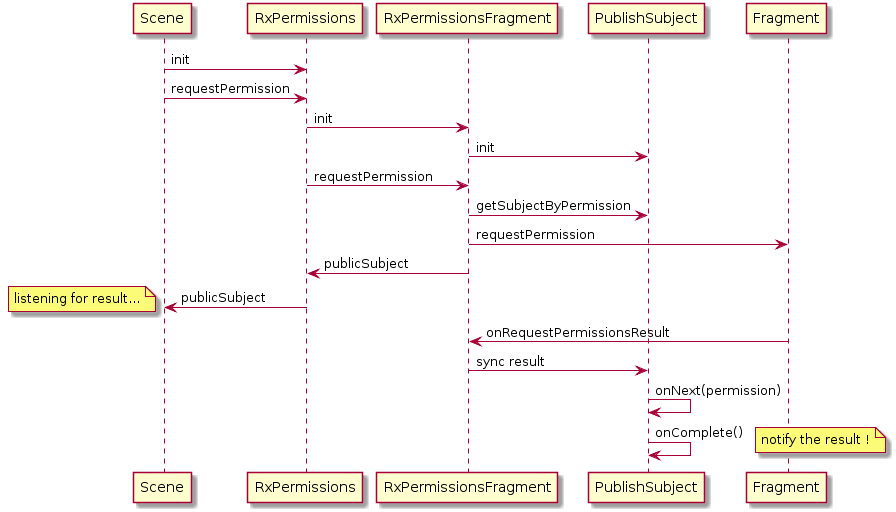 Scene
RxPermissions
RxPermissionsFragment
PublishSubject
Fragment
init
requestPermission
init
init
requestPermission
getSubjectByPermission
requestPermission
publicSubject
listening for result...
publicSubject
onRequestPermissionsResult
sync result
onNext(permission)
onComplete()
notify the result !
Scene
RxPermissions
RxPermissionsFragment
PublishSubject
Fragment